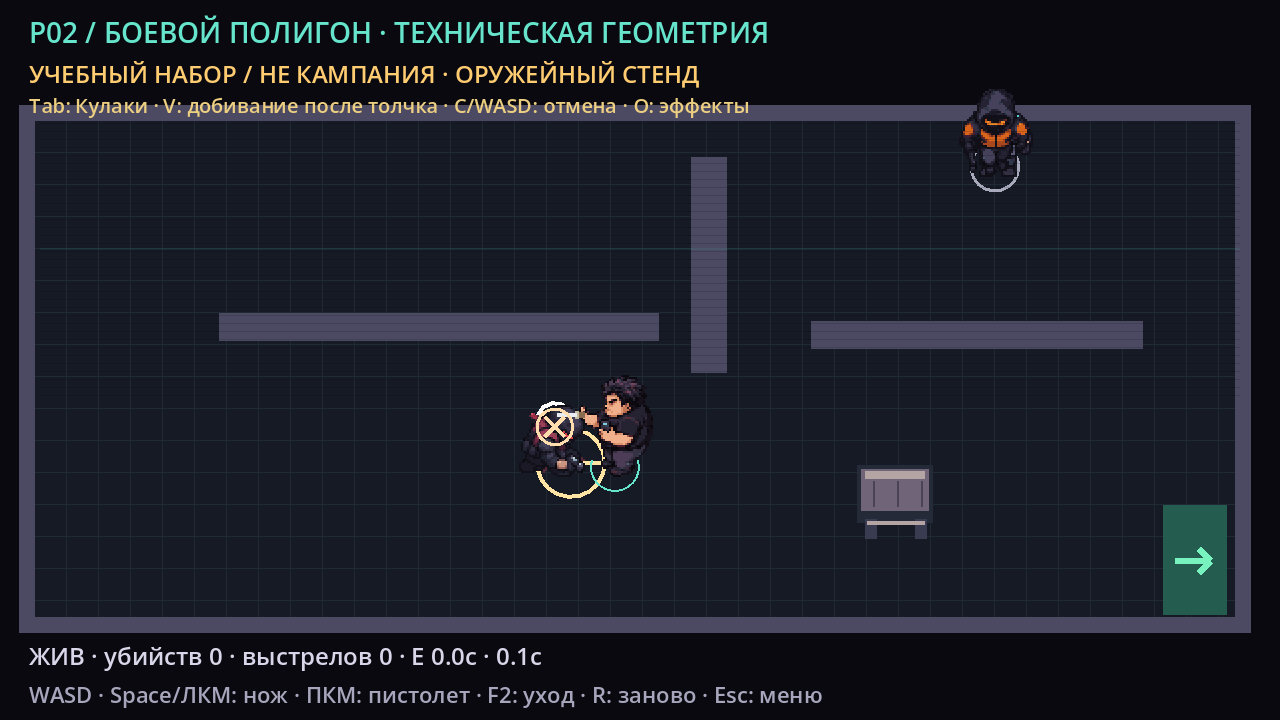 P02 / БОЕВОЙ ПОЛИГОН · ТЕХНИЧЕСКАЯ ГЕОМЕТРИЯ
УЧЕБНЫЙ НАБОР / НЕ КАМПАНИЯ · ОРУЖЕЙНЫЙ СТЕНД
Tab: Кулаки · V: добивание после толчка · C/WASD: отмена · O: эффекты
ЖИВ · убийств 0 · выстрелов 0 · E 0.0с · 0.1с
WASD · Space/ЛКМ: нож · ПКМ: пистолет · F2: уход · R: заново · Esc: меню